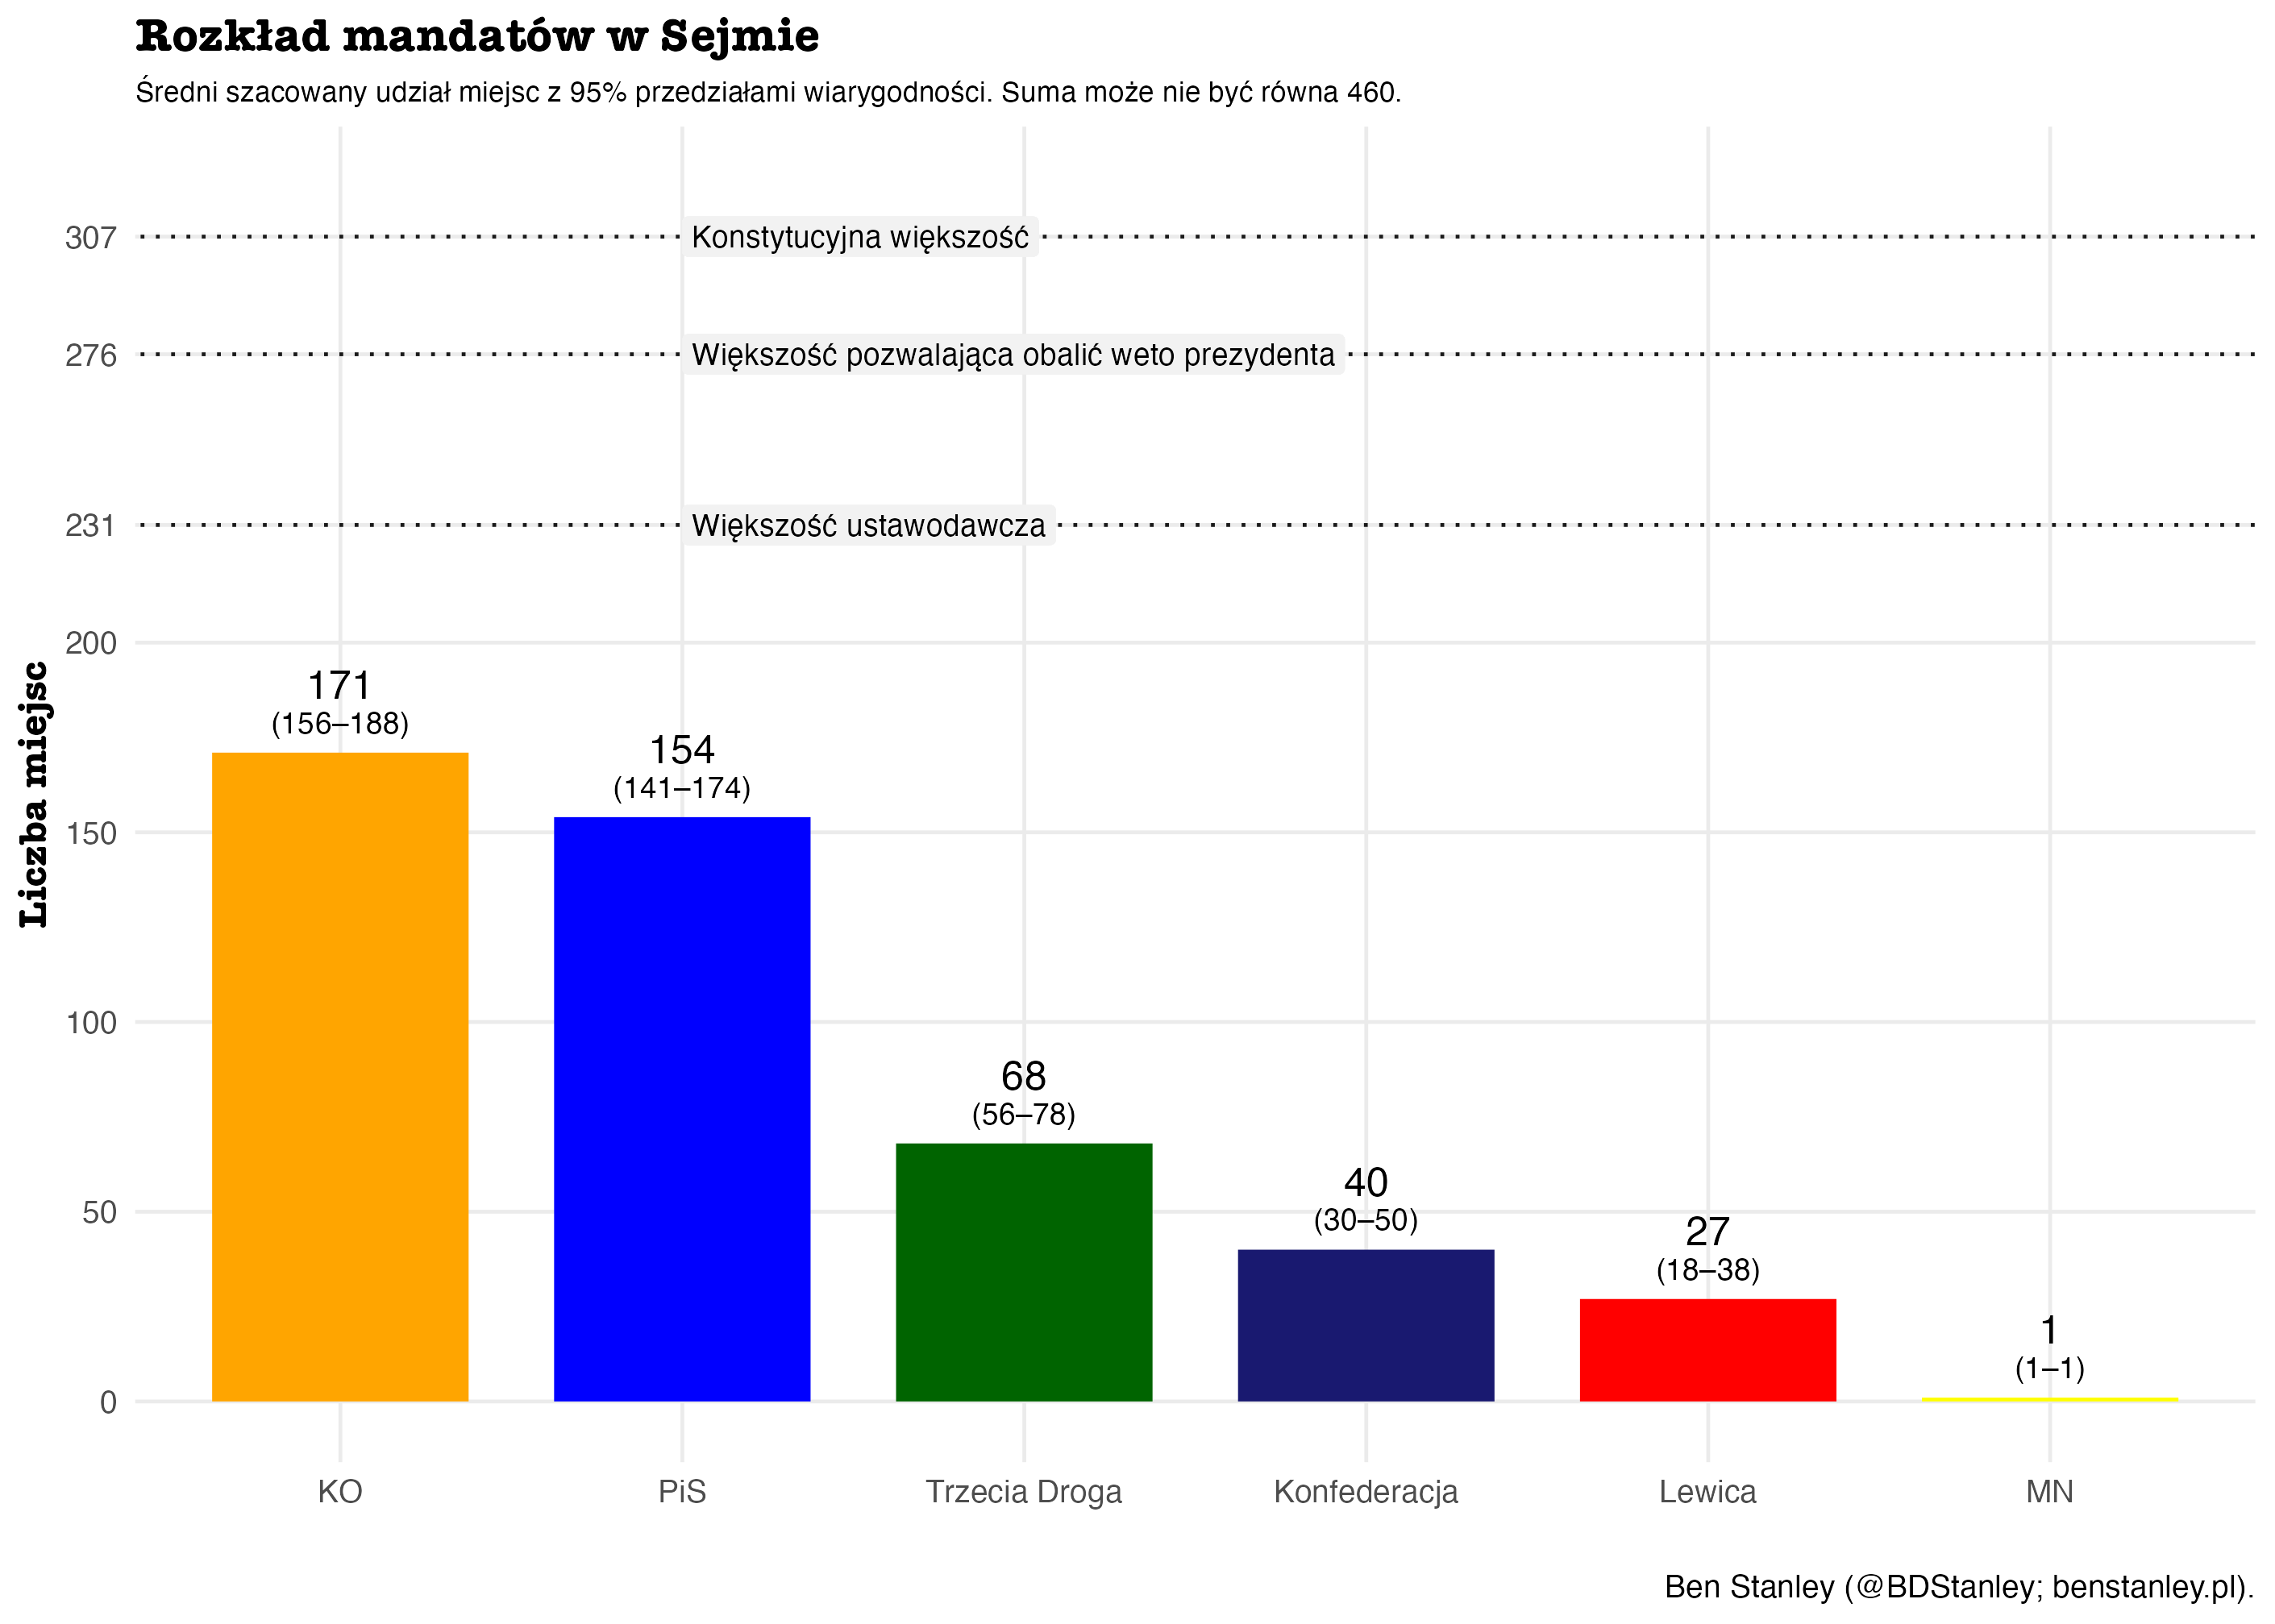 Rozkład mandatów w Sejmie
Średni szacowany udział miejsc z 95% przedziałami wiarygodności. Suma może nie być równa 460.
Liczba miejsc
307
Konstytucyjna większość
276
Większość pozwalająca obalić weto prezydenta
231
Większość ustawodawcza
200
150
100
50
0
171
(156–188)
154
(141–174)
68
(56–78)
40
(30–50)
27
(18–38)
1
(1–1)
KO
PiS
Trzecia Droga
Konfederacja
Lewica
MN
Ben Stanley (@BDStanley; benstanley.pl).